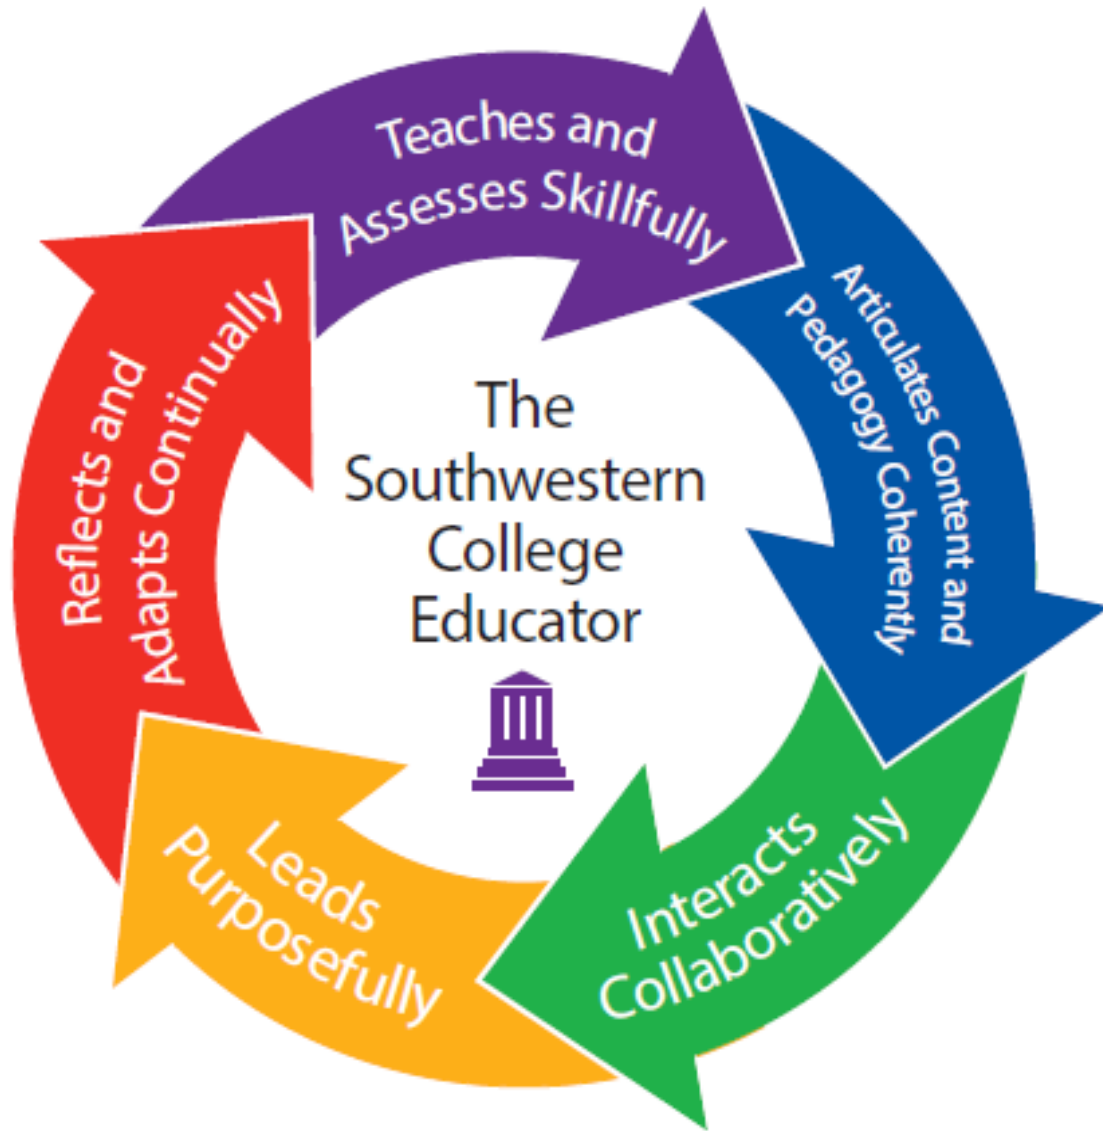 Teaches and
Assesses Skillfully
Articulates Content and
Pedagogy Coherently
Interacts
Collaboratively
Leads
Purposefully
Reflects and
Adapts Continually
The
Southwestern
College
Educator